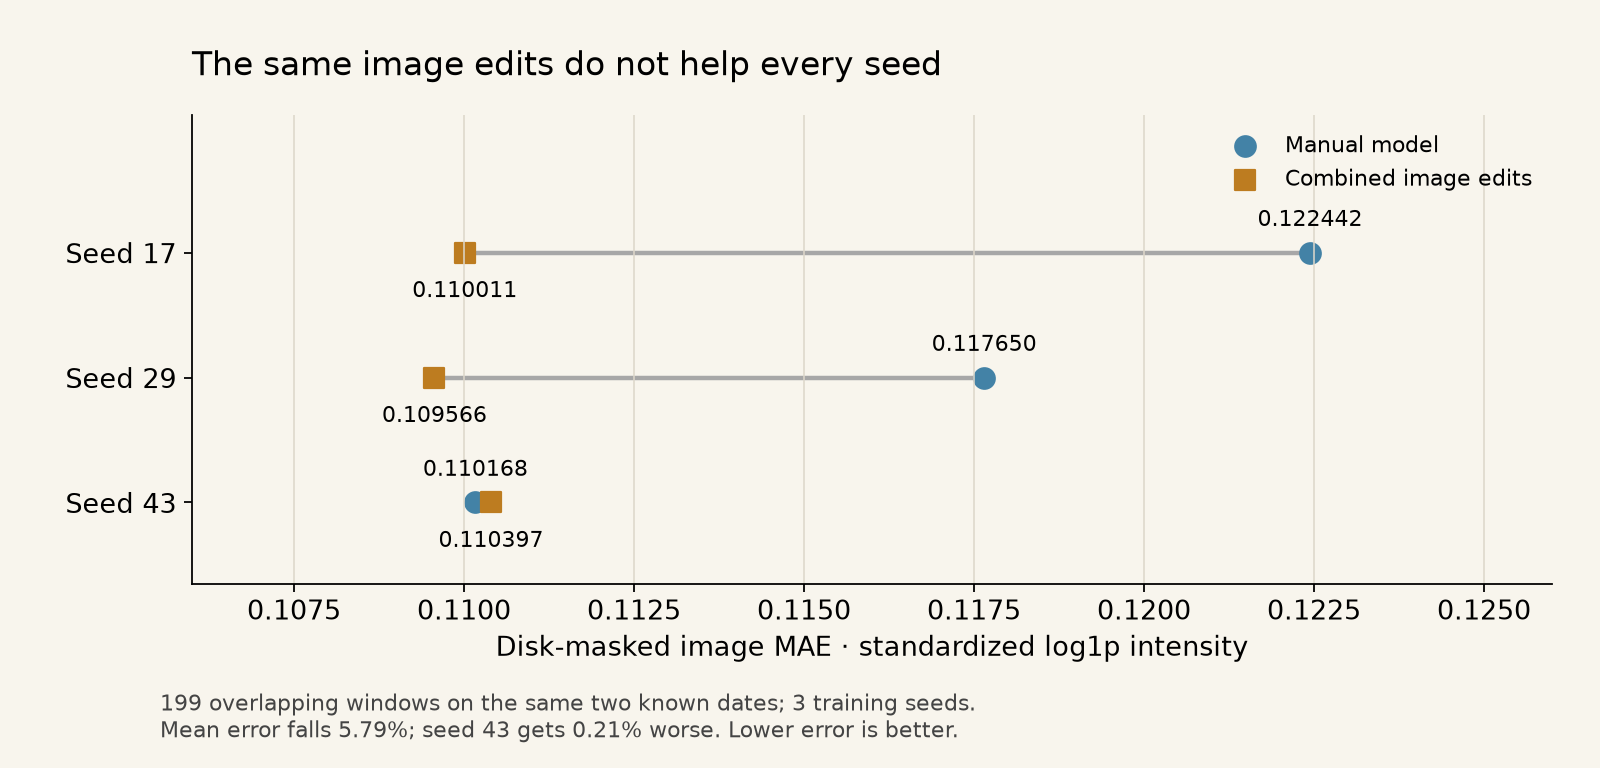 The same image edits do not help every seed
Manual model
Combined image edits
0.122442
Seed 17
0.110011
0.117650
Seed 29
0.109566
0.110168
Seed 43
0.110397
0.1075 0.1100 0.1125 0.1150 0.1175 0.1200 0.1225 0.1250
Disk-masked image MAE · standardized log1p intensity
199 overlapping windows on the same two known dates; 3 training seeds.
Mean error falls 5.79%; seed 43 gets 0.21% worse. Lower error is better.